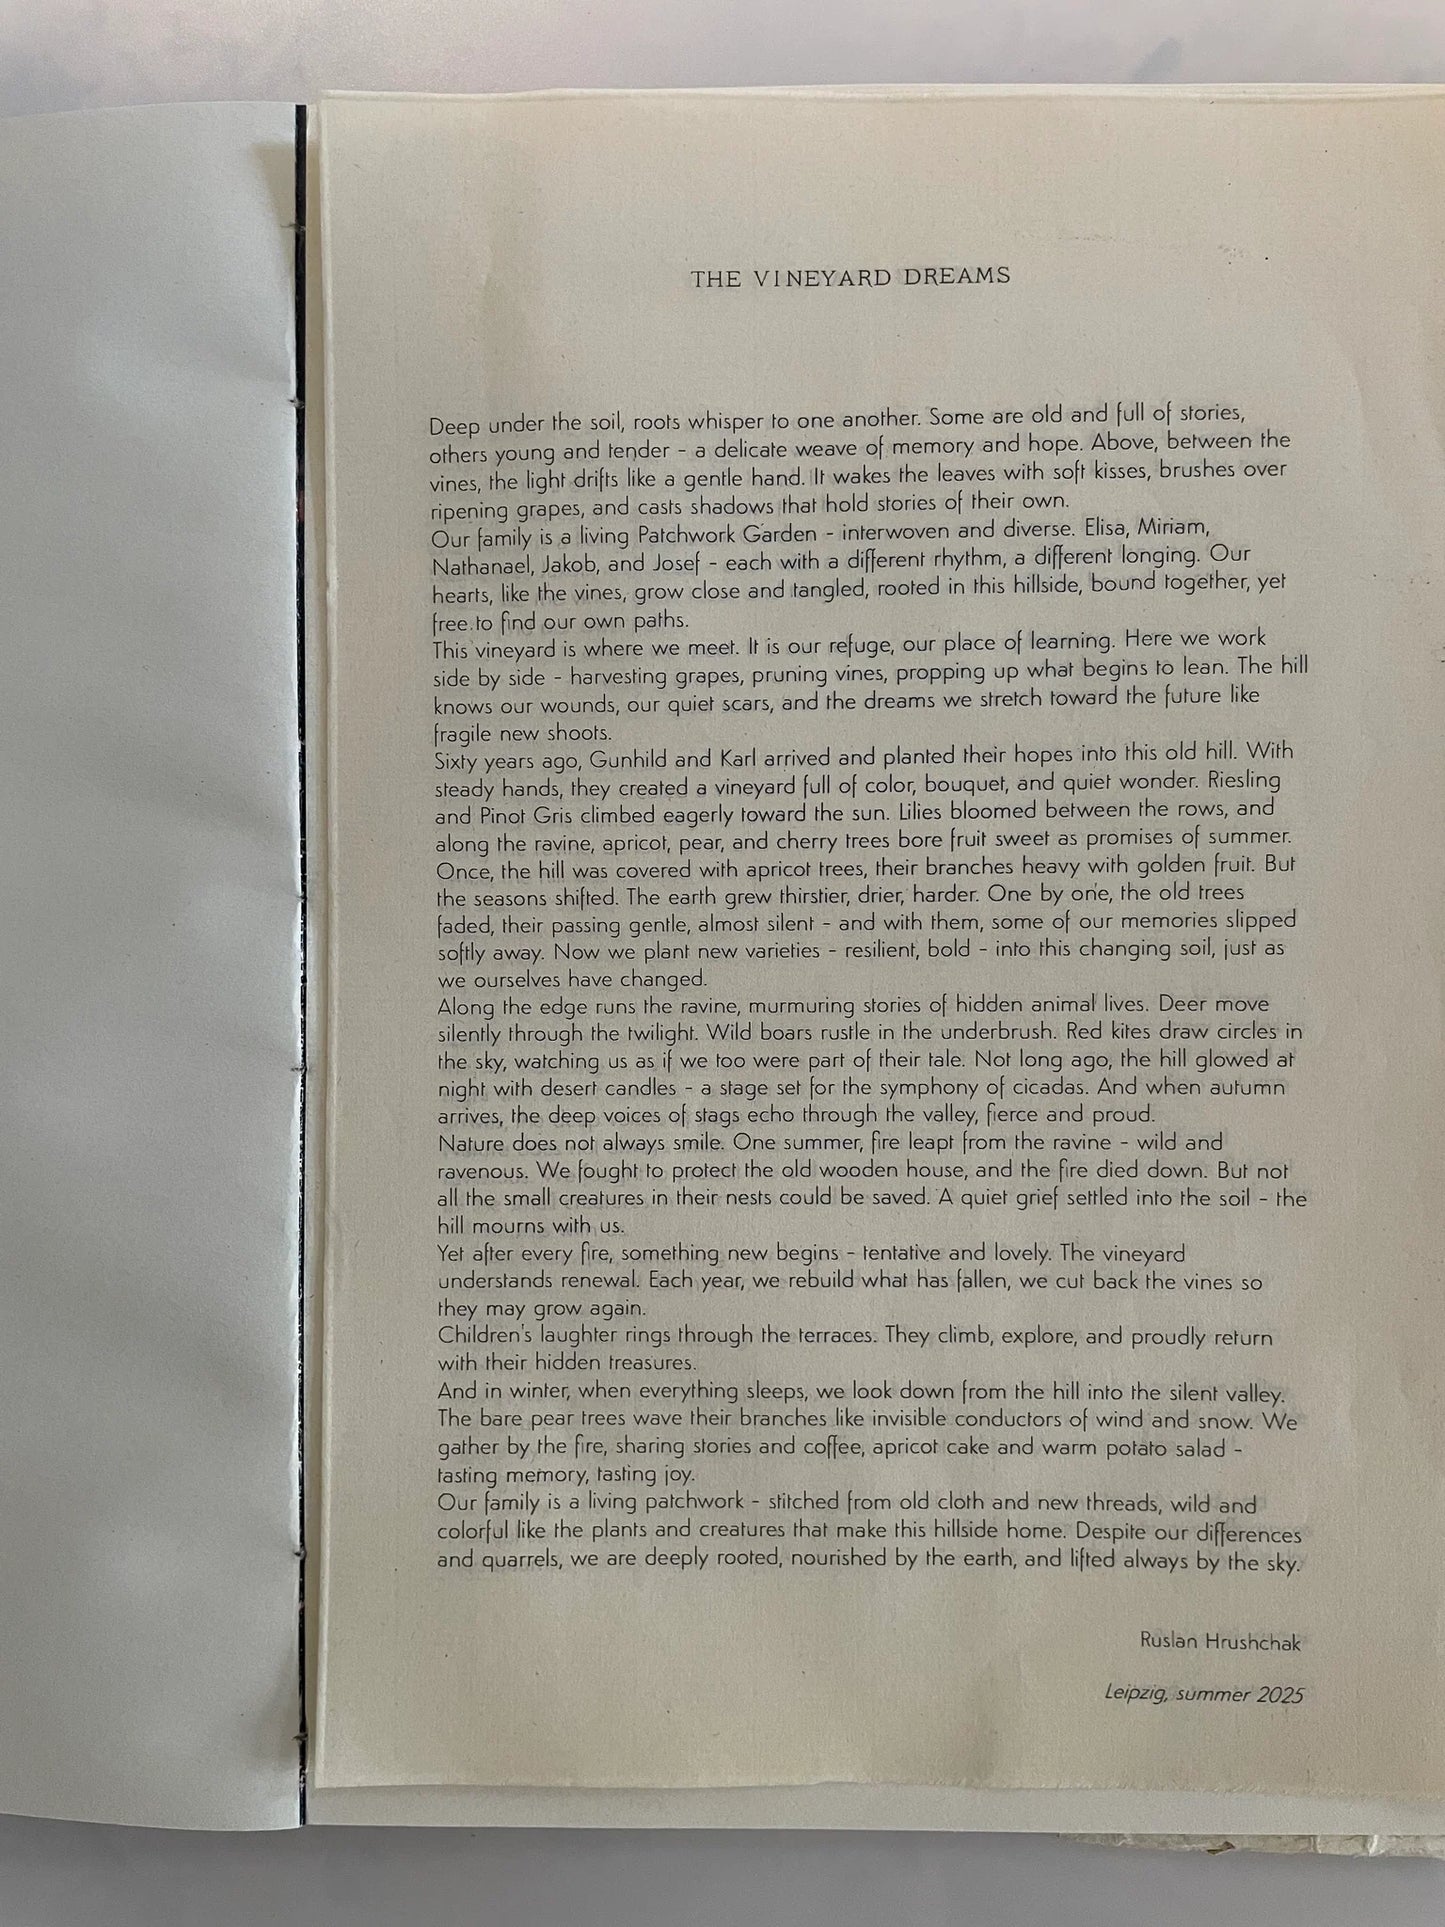 THE VINEYARD DREAMS
Deep under the soil, roots whisper to one another. Some are old and full of stories,
others young and tender - a delicate weave of memory and hope. Above, between the
vines, the light drifts like a gentle hand. It wakes the leaves with soft kisses, brushes over
ripening grapes, and casts shadows that hold stories of their own.
Our family is a living Patchwork Garden - interwoven and diverse. Elisa, Miriam,
Nathanael, Jakob, and Josef - each with a different rhythm, a different longing. Our
hearts, like the vines, grow close and tangled, rooted in this hillside, bound together, yet
free to find our own paths.
This vineyard is where we meet. It is our refuge, our place of learning. Here we work
side by side - harvesting grapes, pruning vines, propping up what begins to lean. The hill
knows our wounds, our quiet scars, and the dreams we stretch toward the future like
fragile new shoots.
Sixty years ago, Gunhild and Karl arrived and planted their hopes into this old hill. With
steady hands, they created a vineyard full of color, bouquet, and quiet wonder. Riesling
and Pinot Gris climbed eagerly toward the sun. Lilies bloomed between the rows, and
along the ravine, apricot, pear, and cherry trees bore fruit sweet as promises of summer.
Once, the hill was covered with apricot trees, their branches heavy with golden fruit. But
the seasons shifted. The earth grew thirstier, drier, harder. One by one, the old trees
faded, their passing gentle, almost silent - and with them, some of our memories slipped
softly away. Now we plant new varieties - resilient, bold - into this changing soil, just as
we ourselves have changed.
Along the edge runs the ravine, murmuring stories of hidden animal lives. Deer move
silently through the twilight. Wild boars rustle in the underbrush. Red kites draw circles in
the sky, watching us as if we too were part of their tale. Not long ago, the hill glowed at
night with desert candles - a stage set for the symphony of cicadas. And when autumn
arrives, the deep voices of stags echo through the valley, fierce and proud.
Nature does not always smile. One summer, fire leapt from the ravine - wild and
ravenous. We fought to protect the old wooden house, and the fire died down. But not
all the small creatures in their nests could be saved. A quiet grief settled into the soil - the
hill mourns with us.
Yet after every fire, something new begins - tentative and lovely. The vineyard
understands renewal. Each year, we rebuild what has fallen, we cut back the vines so
they may grow again.
Children's laughter rings through the terraces. They climb, explore, and proudly return
with their hidden treasures.
And in winter, when everything sleeps, we look down from the hill into the silent valley.
The bare pear trees wave their branches like invisible conductors of wind and snow. We
gather by the fire, sharing stories and coffee, apricot cake and warm potato salad -
tasting memory, tasting joy.
Our family is a living patchwork - stitched from old cloth and new threads, wild and
colorful like the plants and creatures that make this hillside home. Despite our differences
and quarrels, we are deeply rooted, nourished by the earth, and lifted always by the sky.
Ruslan Hrushchak
Leipzig, summer 2025